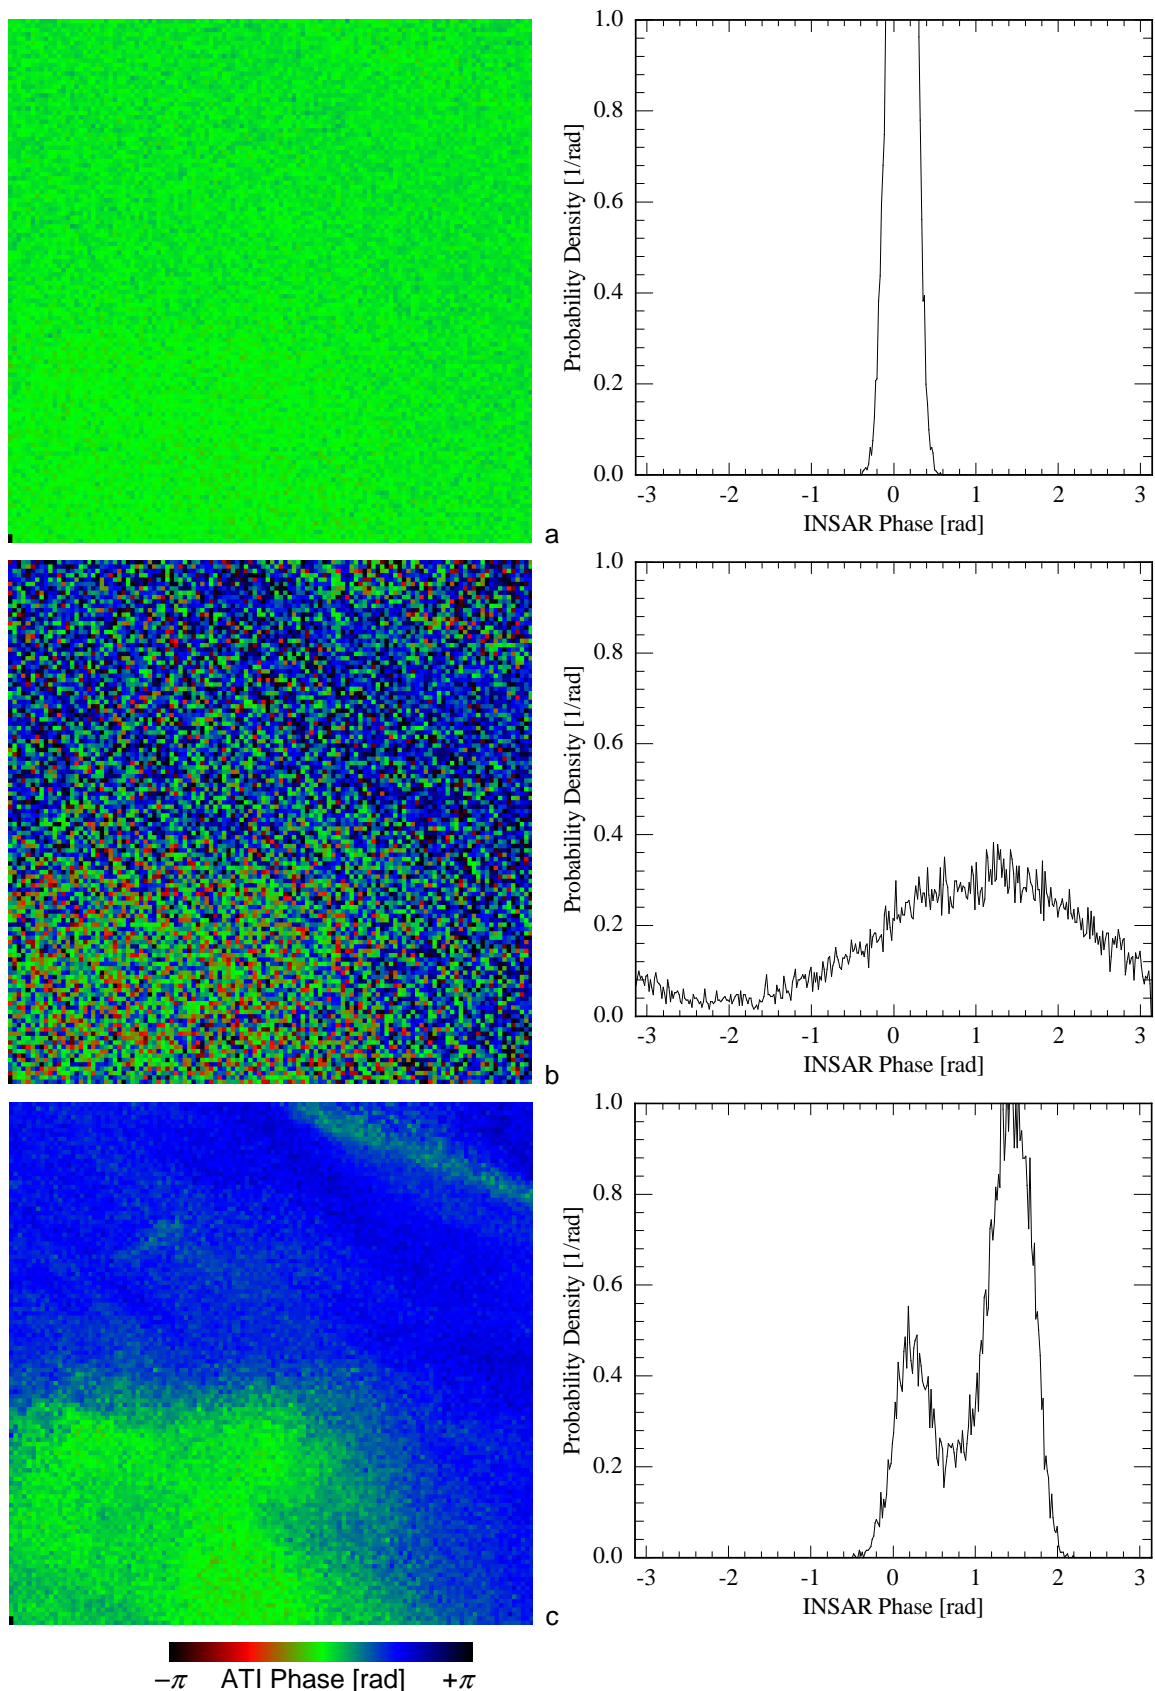 1.0
0.8
0.6
0.4
0.2
0.0
Probability Density [1/rad]
-3 -2 -1 0 1 2 3
INSAR Phase [rad]
a
1.0
0.8
0.6
0.4
0.2
0.0
Probability Density [1/rad]
-3 -2 -1 0 1 2 3
INSAR Phase [rad]
b
1.0
0.8
0.6
0.4
0.2
0.0
Probability Density [1/rad]
-3 -2 -1 0 1 2 3
INSAR Phase [rad]
c
−π ATI Phase [rad] +π